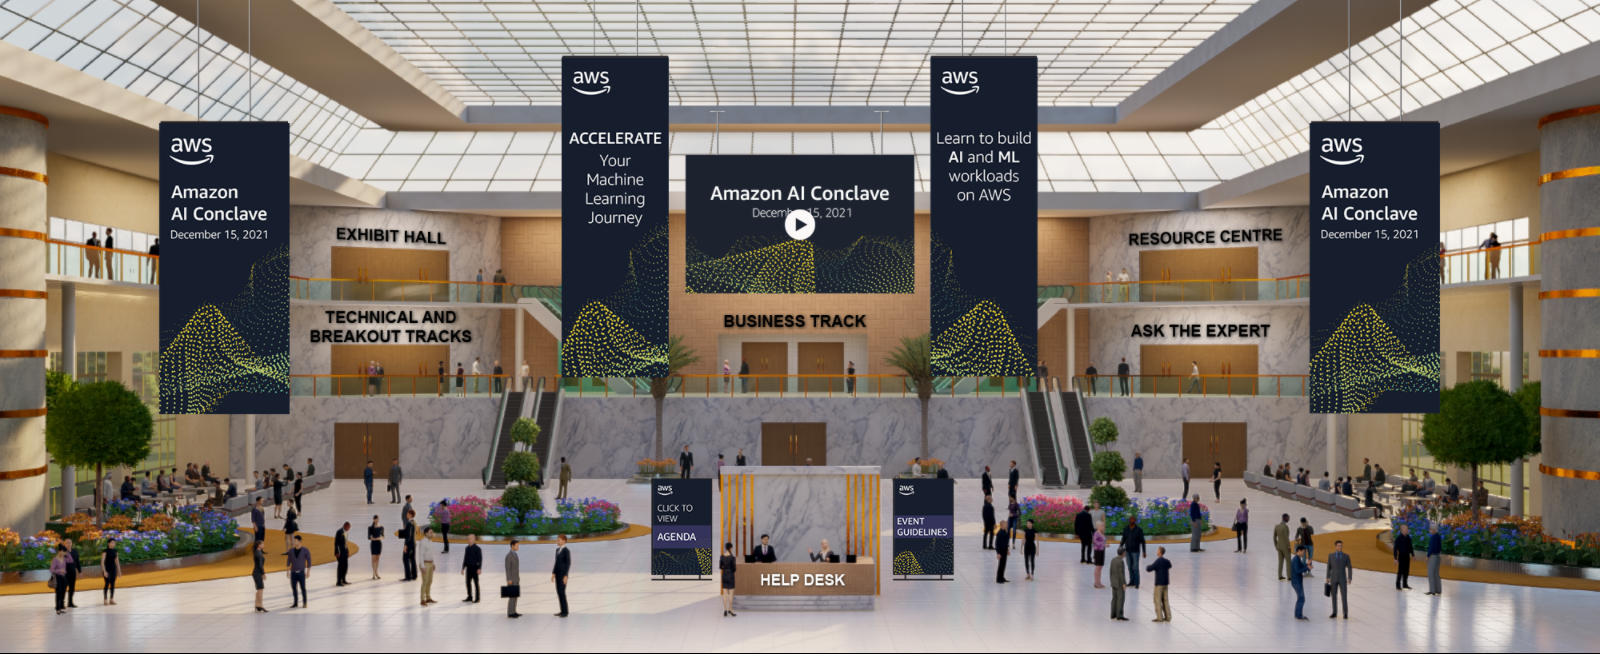 aws
Amazon
AI Conclave
December 15, 2021
EXHIBIT HALL
TECHNICAL AND
BREAKOUT TRACKS
aws
ACCELERATE
Your
Machine
Learning
Journey
Amazon AI Conclave
15, 2021
BUSINESS TRACK
aws
Learn to build
AI and ML
workloads
on AWS
RESOURCE CENTRE
ASK THE EXPERT
aws
Amazon
AI Conclave
December 15, 2021
aws
CLICK TO
VIEW
AGENDA
HELP DESK
aws
EVENT
GUIDELINES